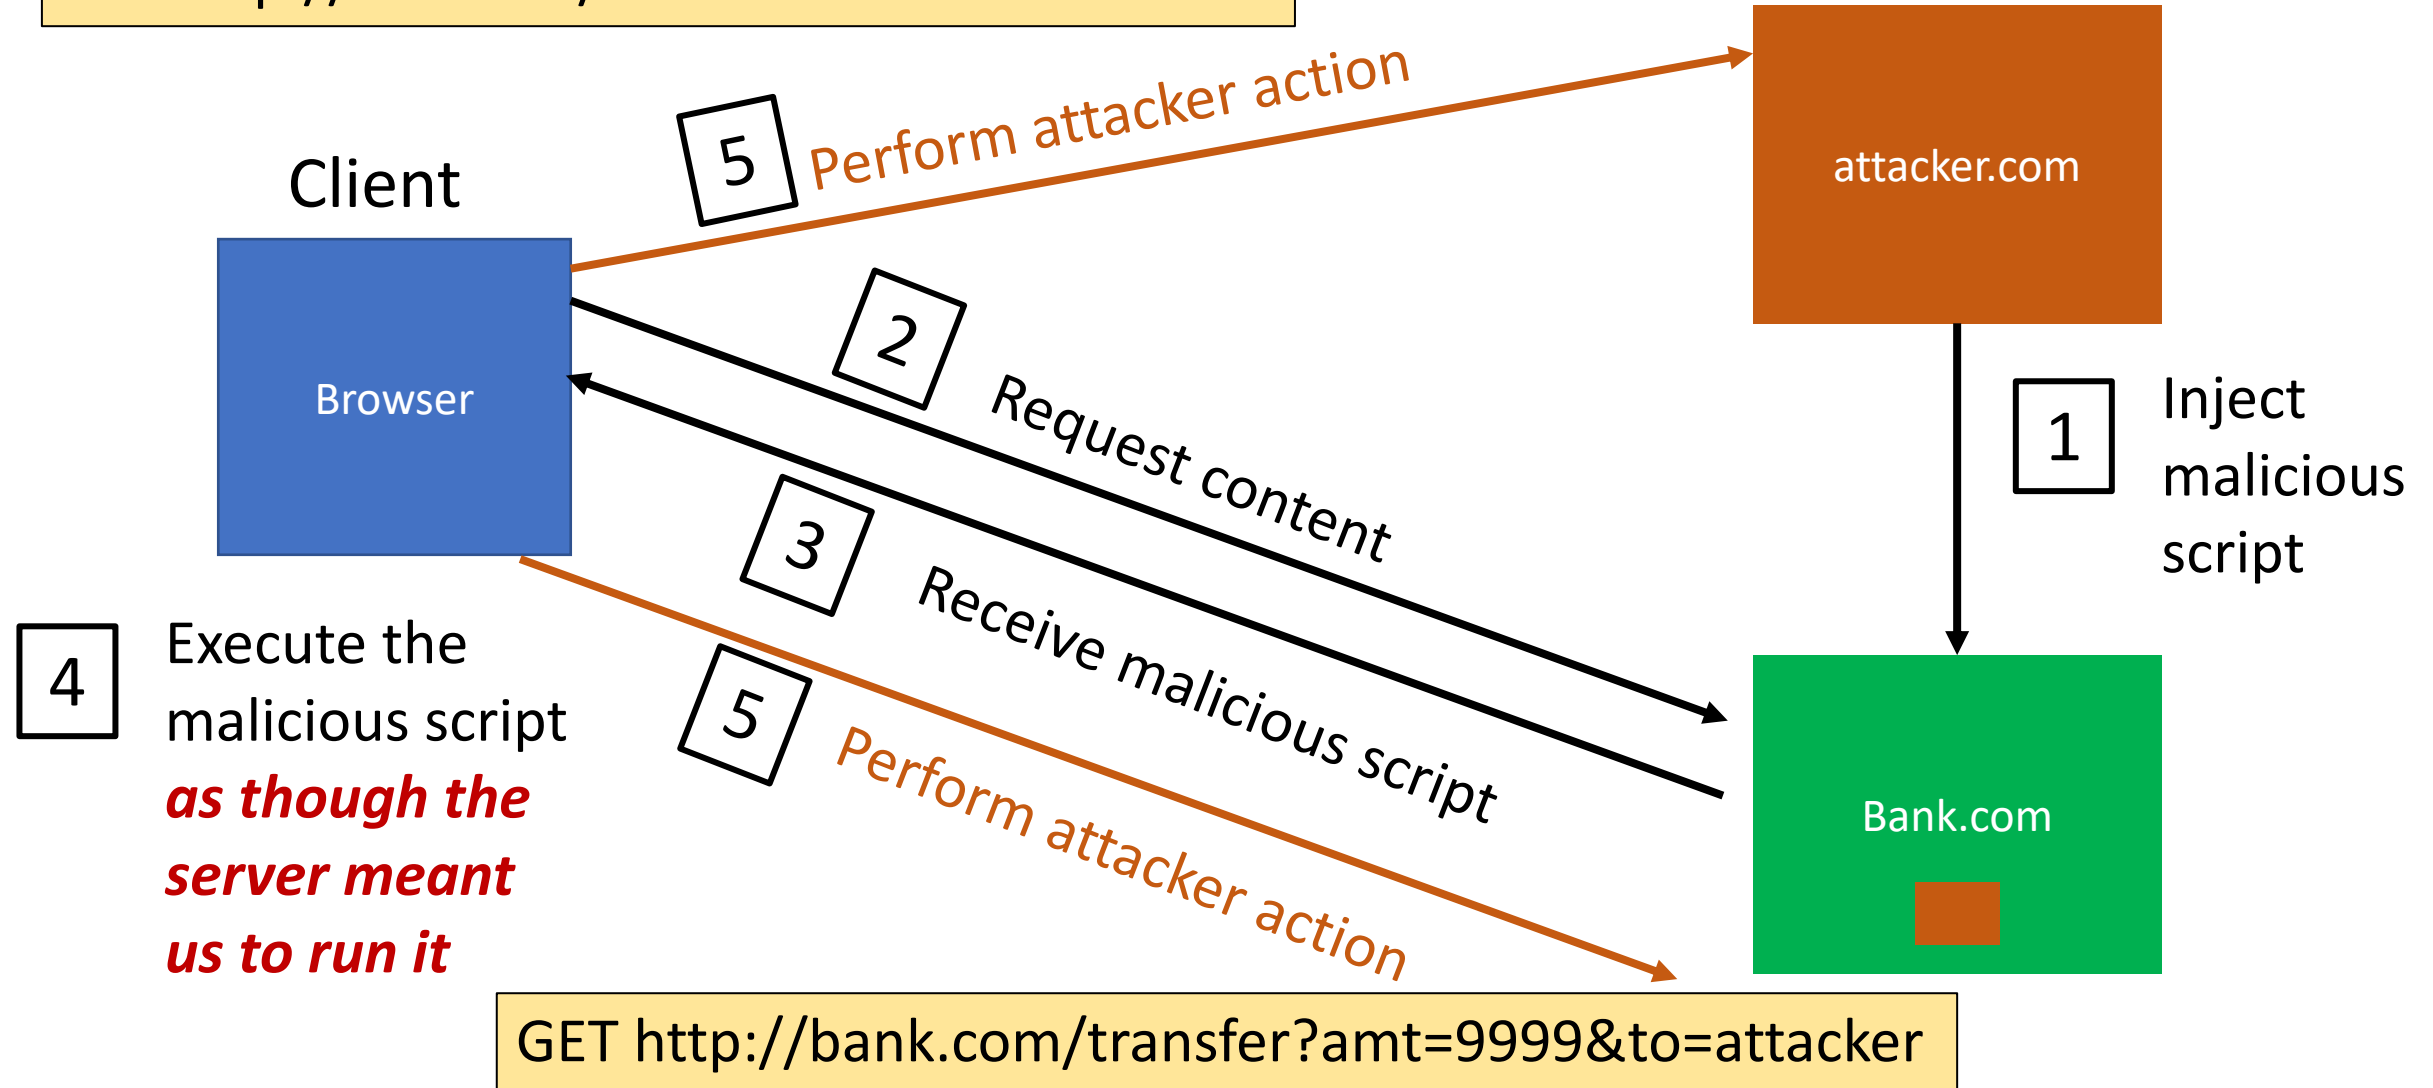 Client
5
Perform attacker action
attacker.com
Browser
2
Request content
1
Inject
malicious
script
3
Receive malicious script
4
Execute the
malicious script
as though the
server meant
us to run it
5
Perform attacker action
Bank.com
GET http://bank.com/transfer?amt=9999&to=attacker